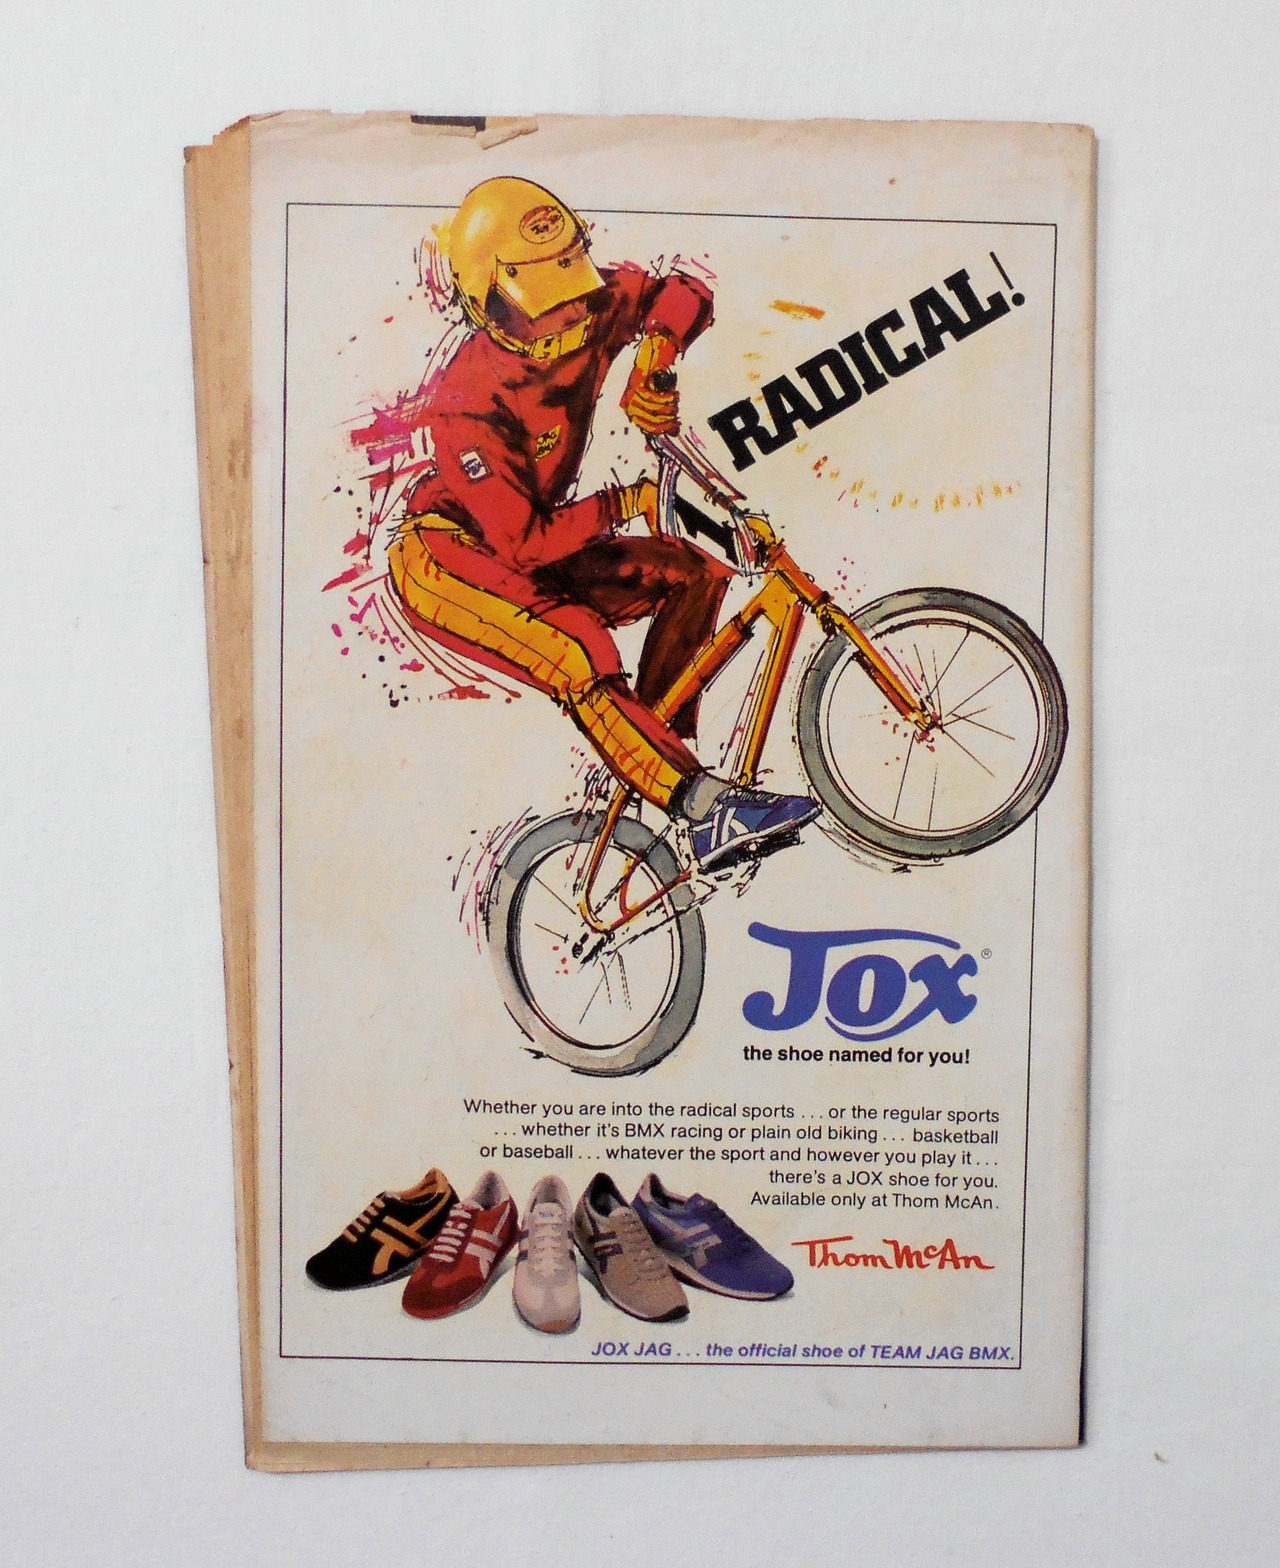 RADICAL!
Jox®
the shoe named for you!
Whether you are into the radical sports . . . or the regular sports
. . . whether it's BMX racing or plain old biking . . . basketball
or baseball . . . whatever the sport and however you play it . . .
there's a JOX shoe for you.
Available only at Thom McAn.
Thom McAn
JOX JAG . . . the official shoe of TEAM JAG BMX.